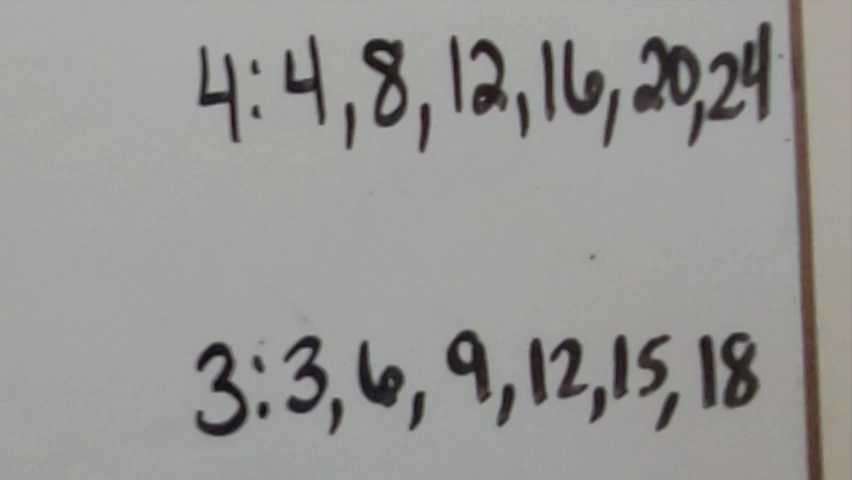 4: 4, 8, 12, 16, 20, 24
3: 3, 6, 9, 12, 15, 18